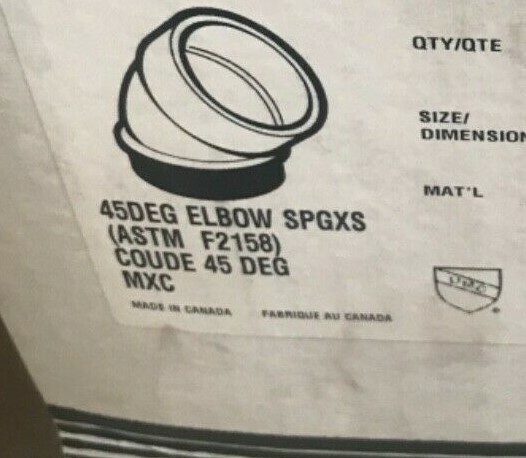 QTY/QTE
SIZE/
DIMENSION
MAT'L
45DEG ELBOW SPGXS
(ASTM F2158)
COUDE 45 DEG
MXC
MADE IN CANADA FABRIQUE AU CANADA